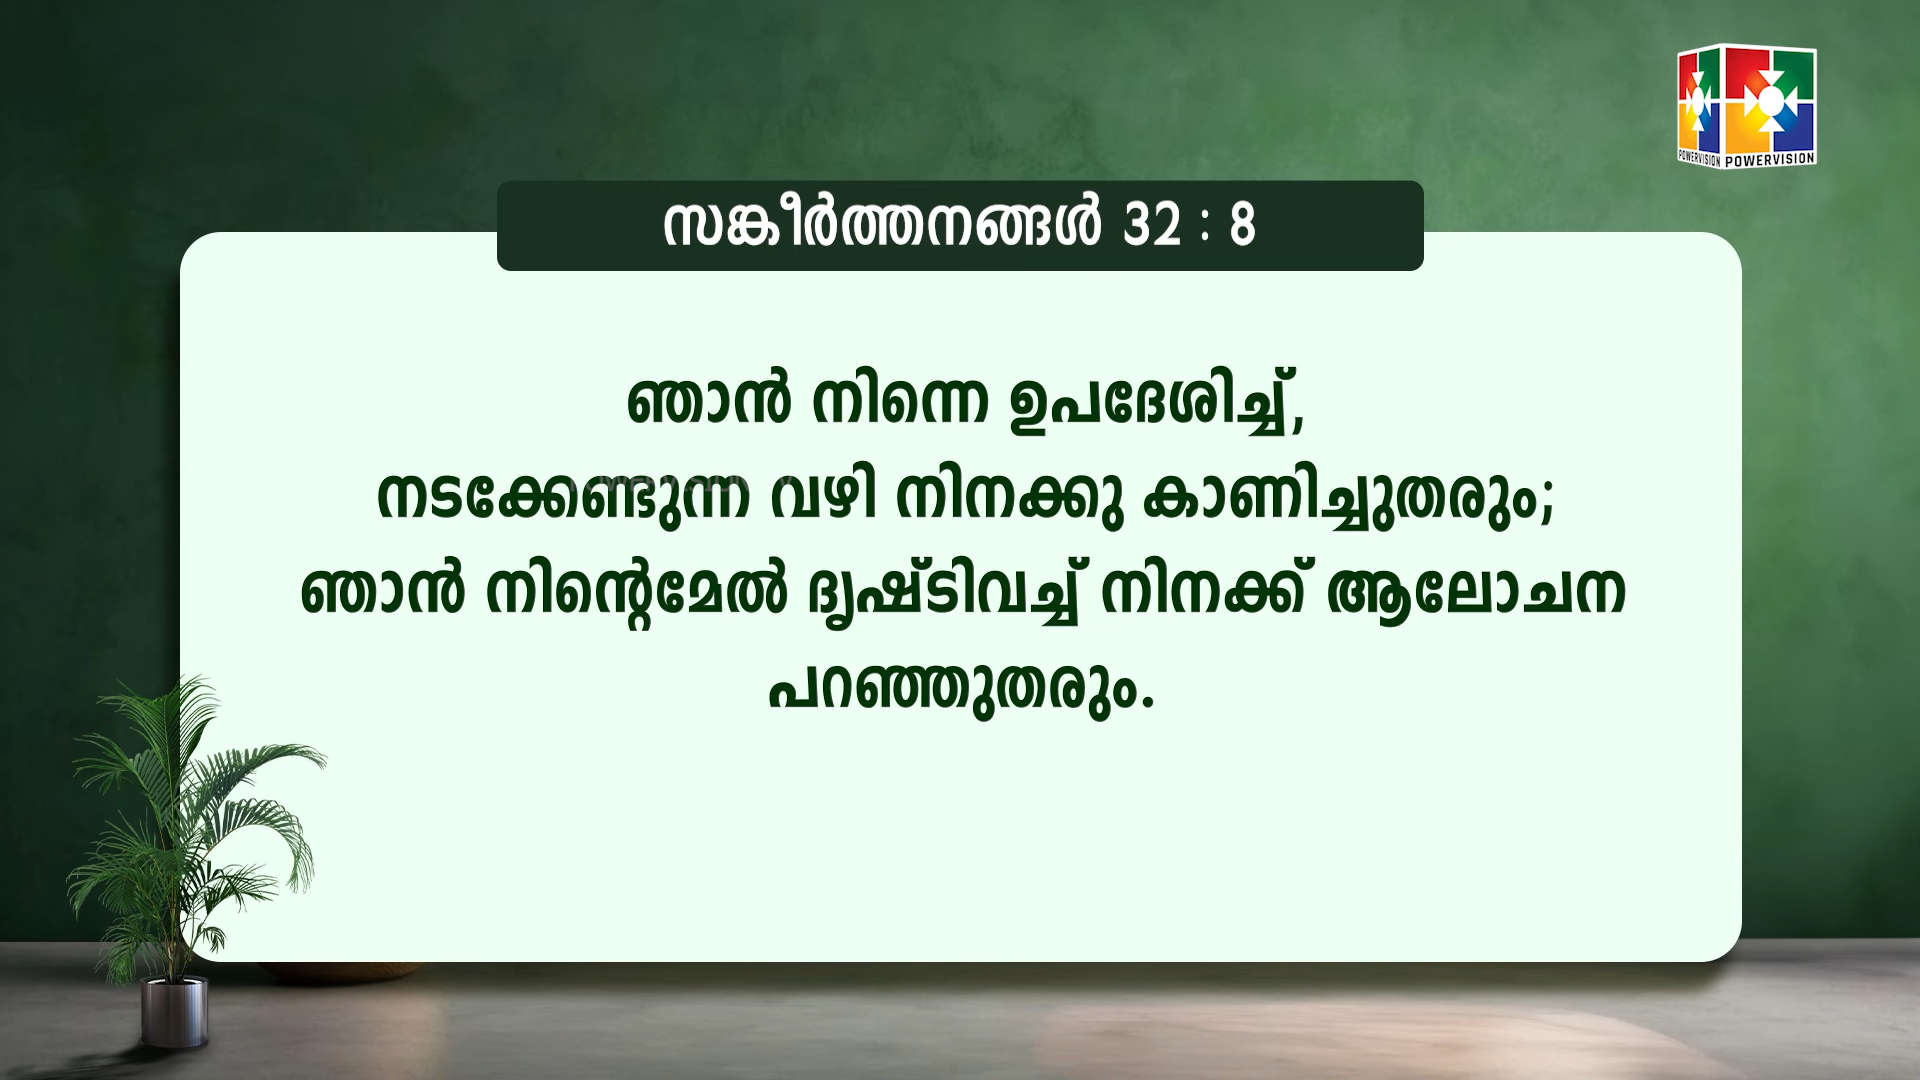 POWERVISION POWERVISION
സങ്കീർത്തനങ്ങൾ 32 : 8
ഞാൻ നിന്നെ ഉപദേശിച്ച്,
നടക്കേണ്ടുന്ന വഴി നിനക്കു കാണിച്ചുതരും;
ഞാൻ നിന്റെമേൽ ദൃഷ്ടിവച്ച് നിനക്ക് ആലോചന
പറഞ്ഞുതരും.